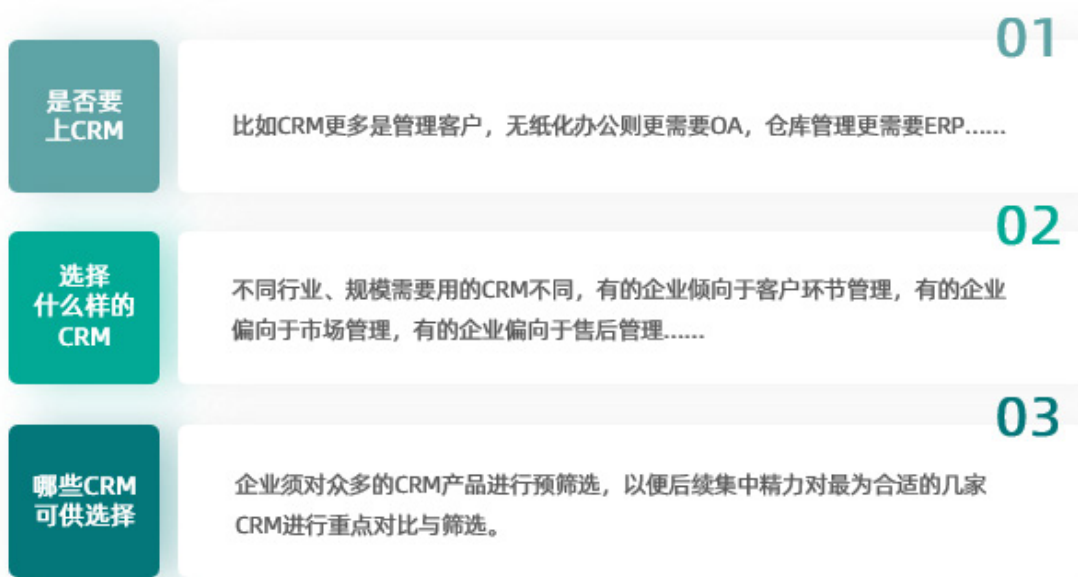 01
是否要
上CRM
比如CRM更多是管理客户，无纸化办公则更需要OA，仓库管理更需要ERP……
02
选择
什么样的
CRM
不同行业、规模需要用的CRM不同，有的企业倾向于客户环节管理，有的企业
偏向于市场管理，有的企业偏向于售后管理……
03
哪些CRM
可供选择
企业须对众多的CRM产品进行预筛选，以便后续集中精力对最为合适的几家
CRM进行重点对比与筛选。